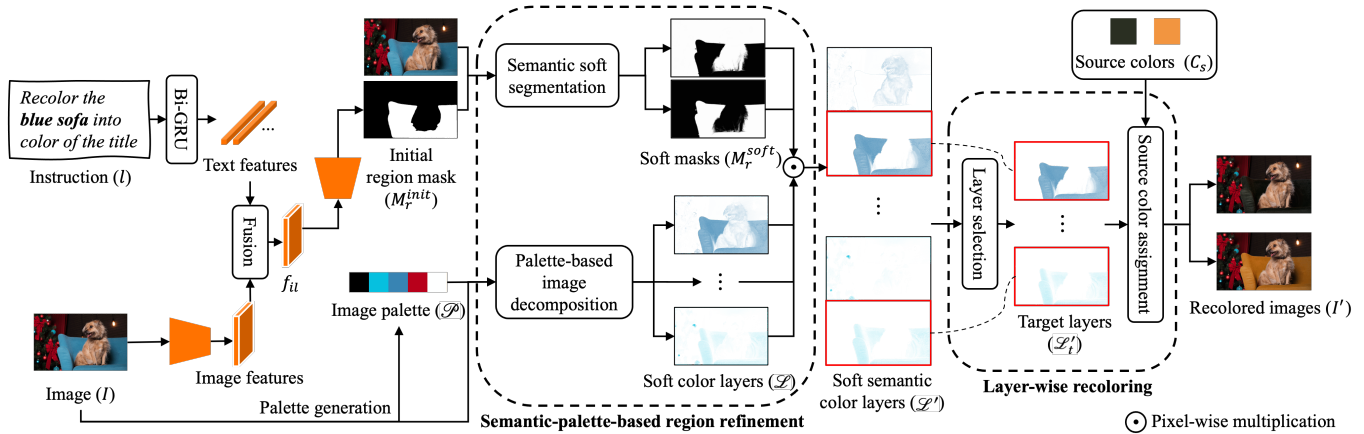 Recolor the
blue sofa into
color of the title
Instruction (l)
Bi-GRU
Text features
...
Fusion
f_il
Image (I)
Image features
Initial
region mask
(M_r^init)
Image palette (𝒫)
Palette generation
Semantic soft
segmentation
Soft masks (M_r^soft)
Palette-based
image
decomposition
...
Soft color layers (ℒ)
Semantic-palette-based region refinement
...
Soft semantic
color layers (ℒ′)
Layer selection
...
Target layers
(ℒ′_t)
Layer-wise recoloring
Source colors (C_s)
Source color assignment
Recolored images (I′)
Pixel-wise multiplication